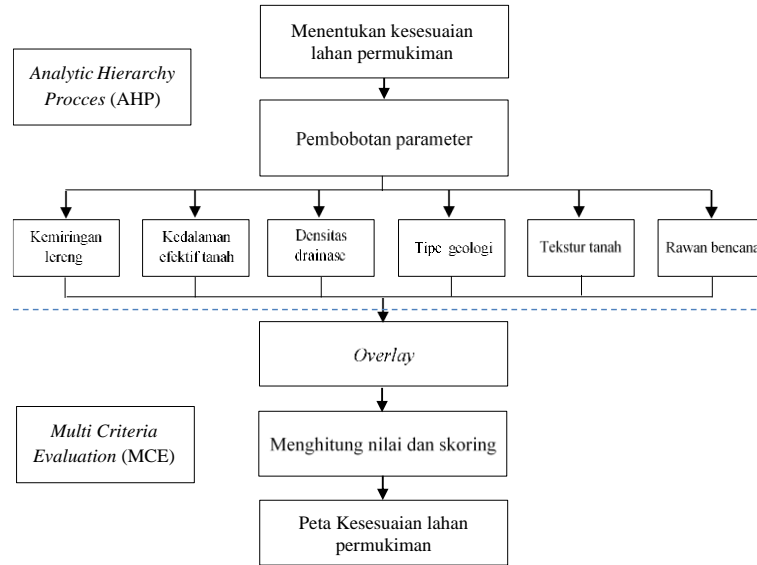 Menentukan kesesuaian
lahan permukiman
Analytic Hierarchy
Procces (AHP)
Pembobotan parameter
Kemiringan
lereng
Kedalaman
efektif tanah
Densitas
drainase
Tipe geologi
Tekstur tanah
Rawan bencana
Overlay
Multi Criteria
Evaluation (MCE)
Menghitung nilai dan skoring
Peta Kesesuaian lahan
permukiman